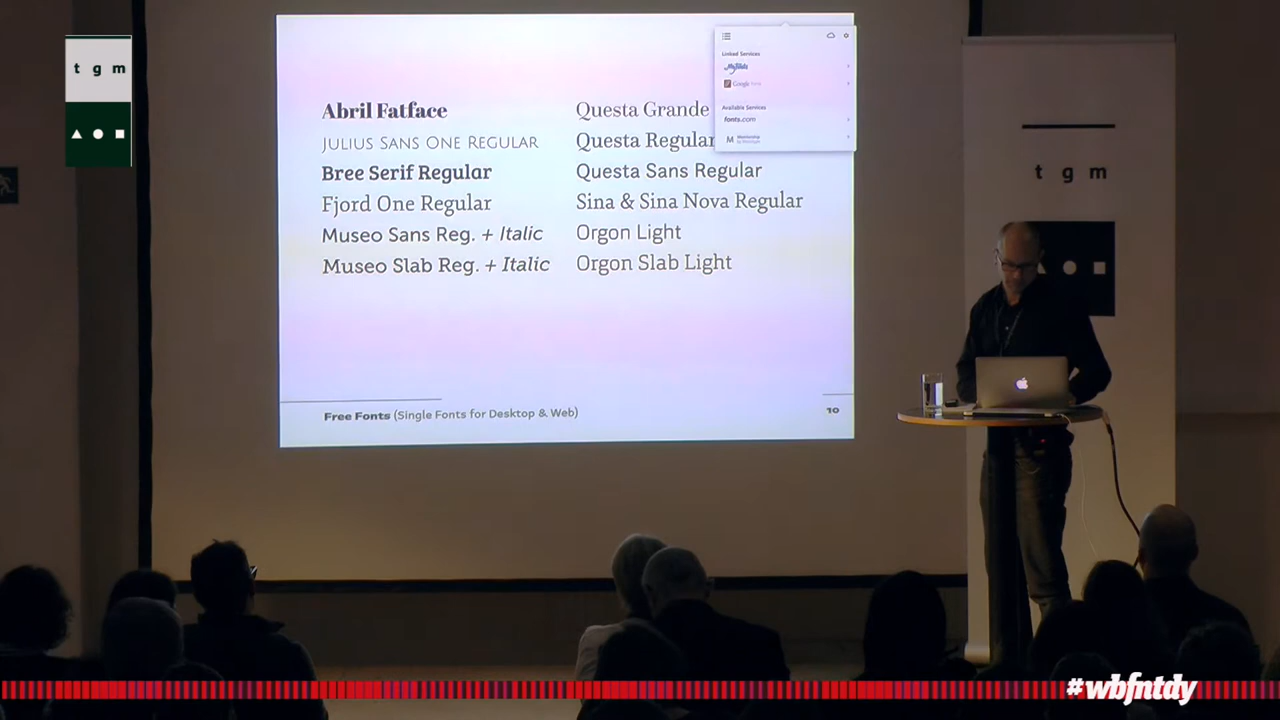 t g m
Abril Fatface
Julius Sans One Regular
Bree Serif Regular
Fjord One Regular
Museo Sans Reg. + Italic
Museo Slab Reg. + Italic
Questa Grande
Questa Regular
Questa Sans Regular
Sina & Sina Nova Regular
Orgon Light
Orgon Slab Light
Linked Services
MyFonts
Google
Available Services
fonts.com
M
Free Fonts (Single Fonts for Desktop & Web)
10
t g m
#wbfntdy